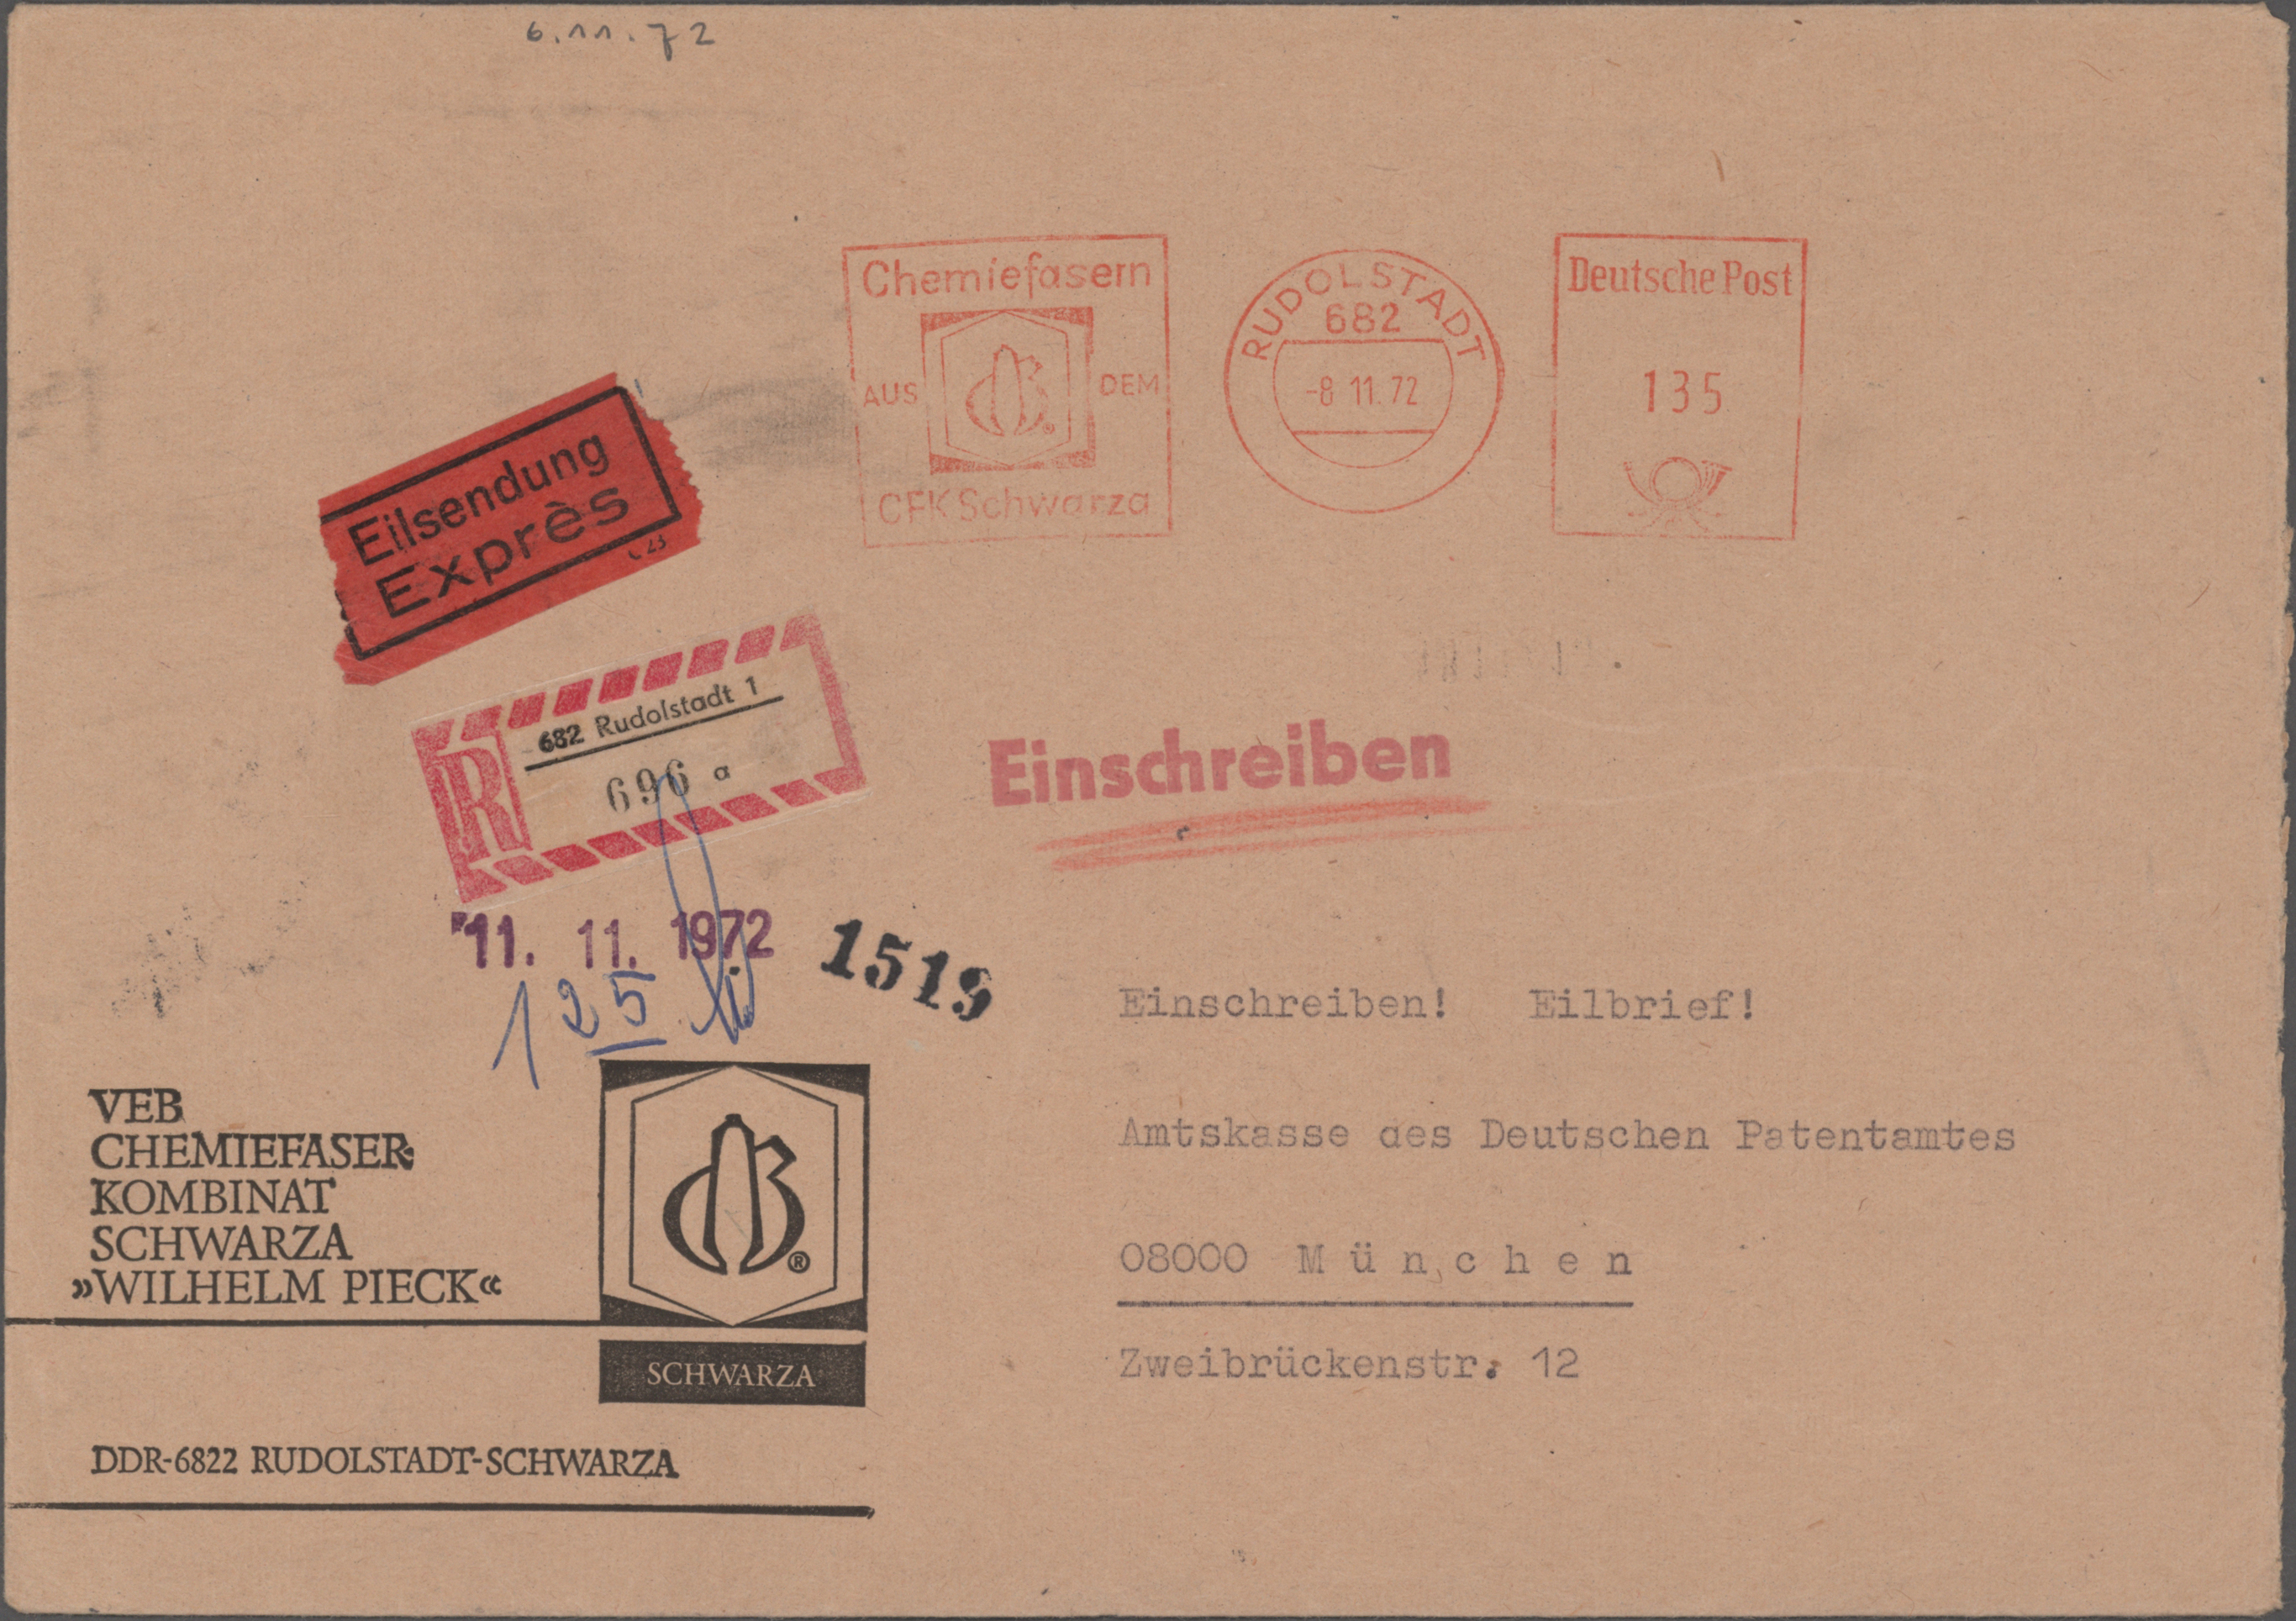 6.11.72
Chemiefasern
AUS DEM
CFK Schwarza
RUDOLSTADT
682
-8 11.72
Deutsche Post
135
Eilsendung
Exprès
C 23
682 Rudolstadt 1
R
696 a
Einschreiben
11. 11. 1972
1519
125
Einschreiben! Eilbrief!
Amtskasse des Deutschen Patentamtes
08000 München
Zweibrückenstr. 12
VEB
CHEMIEFASER-
KOMBINAT
SCHWARZA
»WILHELM PIECK«
®
SCHWARZA
DDR-6822 RUDOLSTADT-SCHWARZA